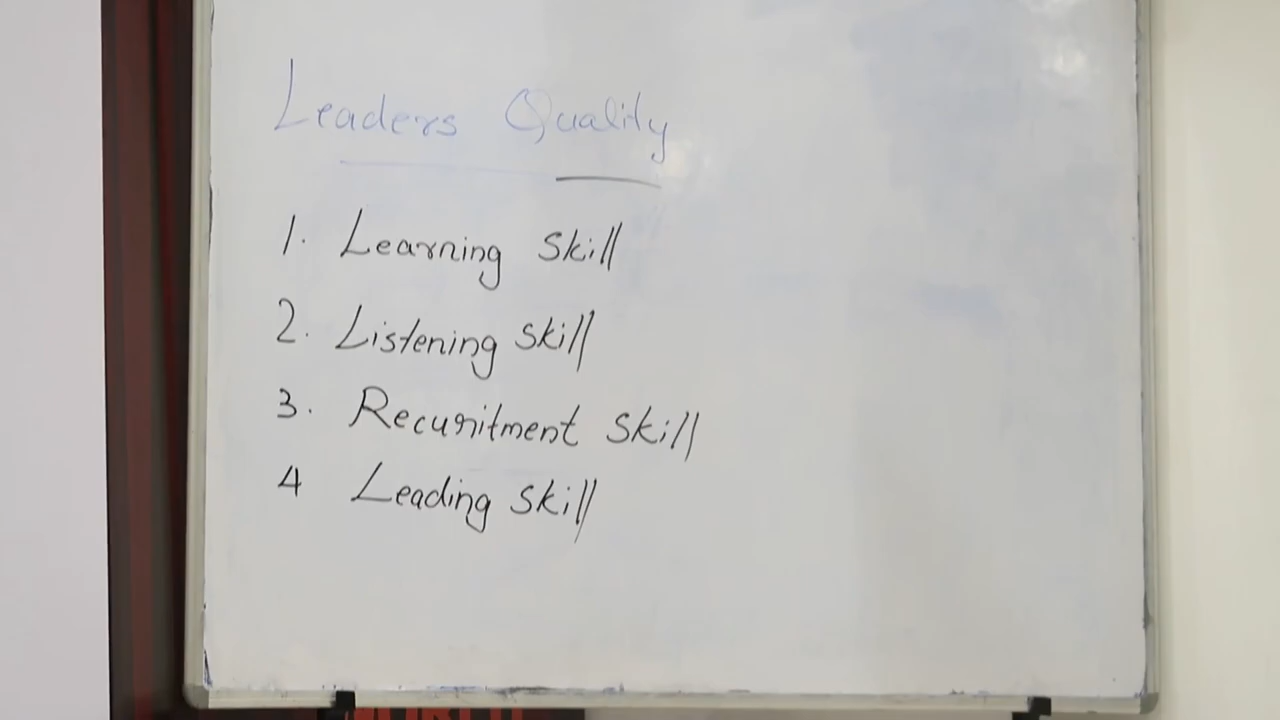 Leaders Quality
1. Learning Skill
2. Listening Skill
3. Recuritment Skill
4 Leading Skill